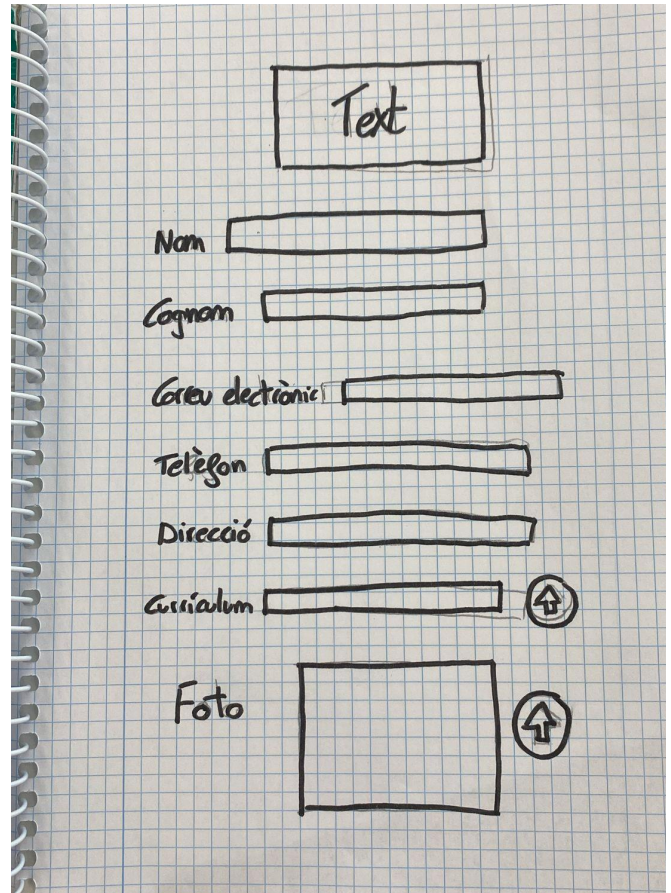 Text
Nom
Cognom
Correu electrònic
Telèfon
Direcció
Currículum
Foto